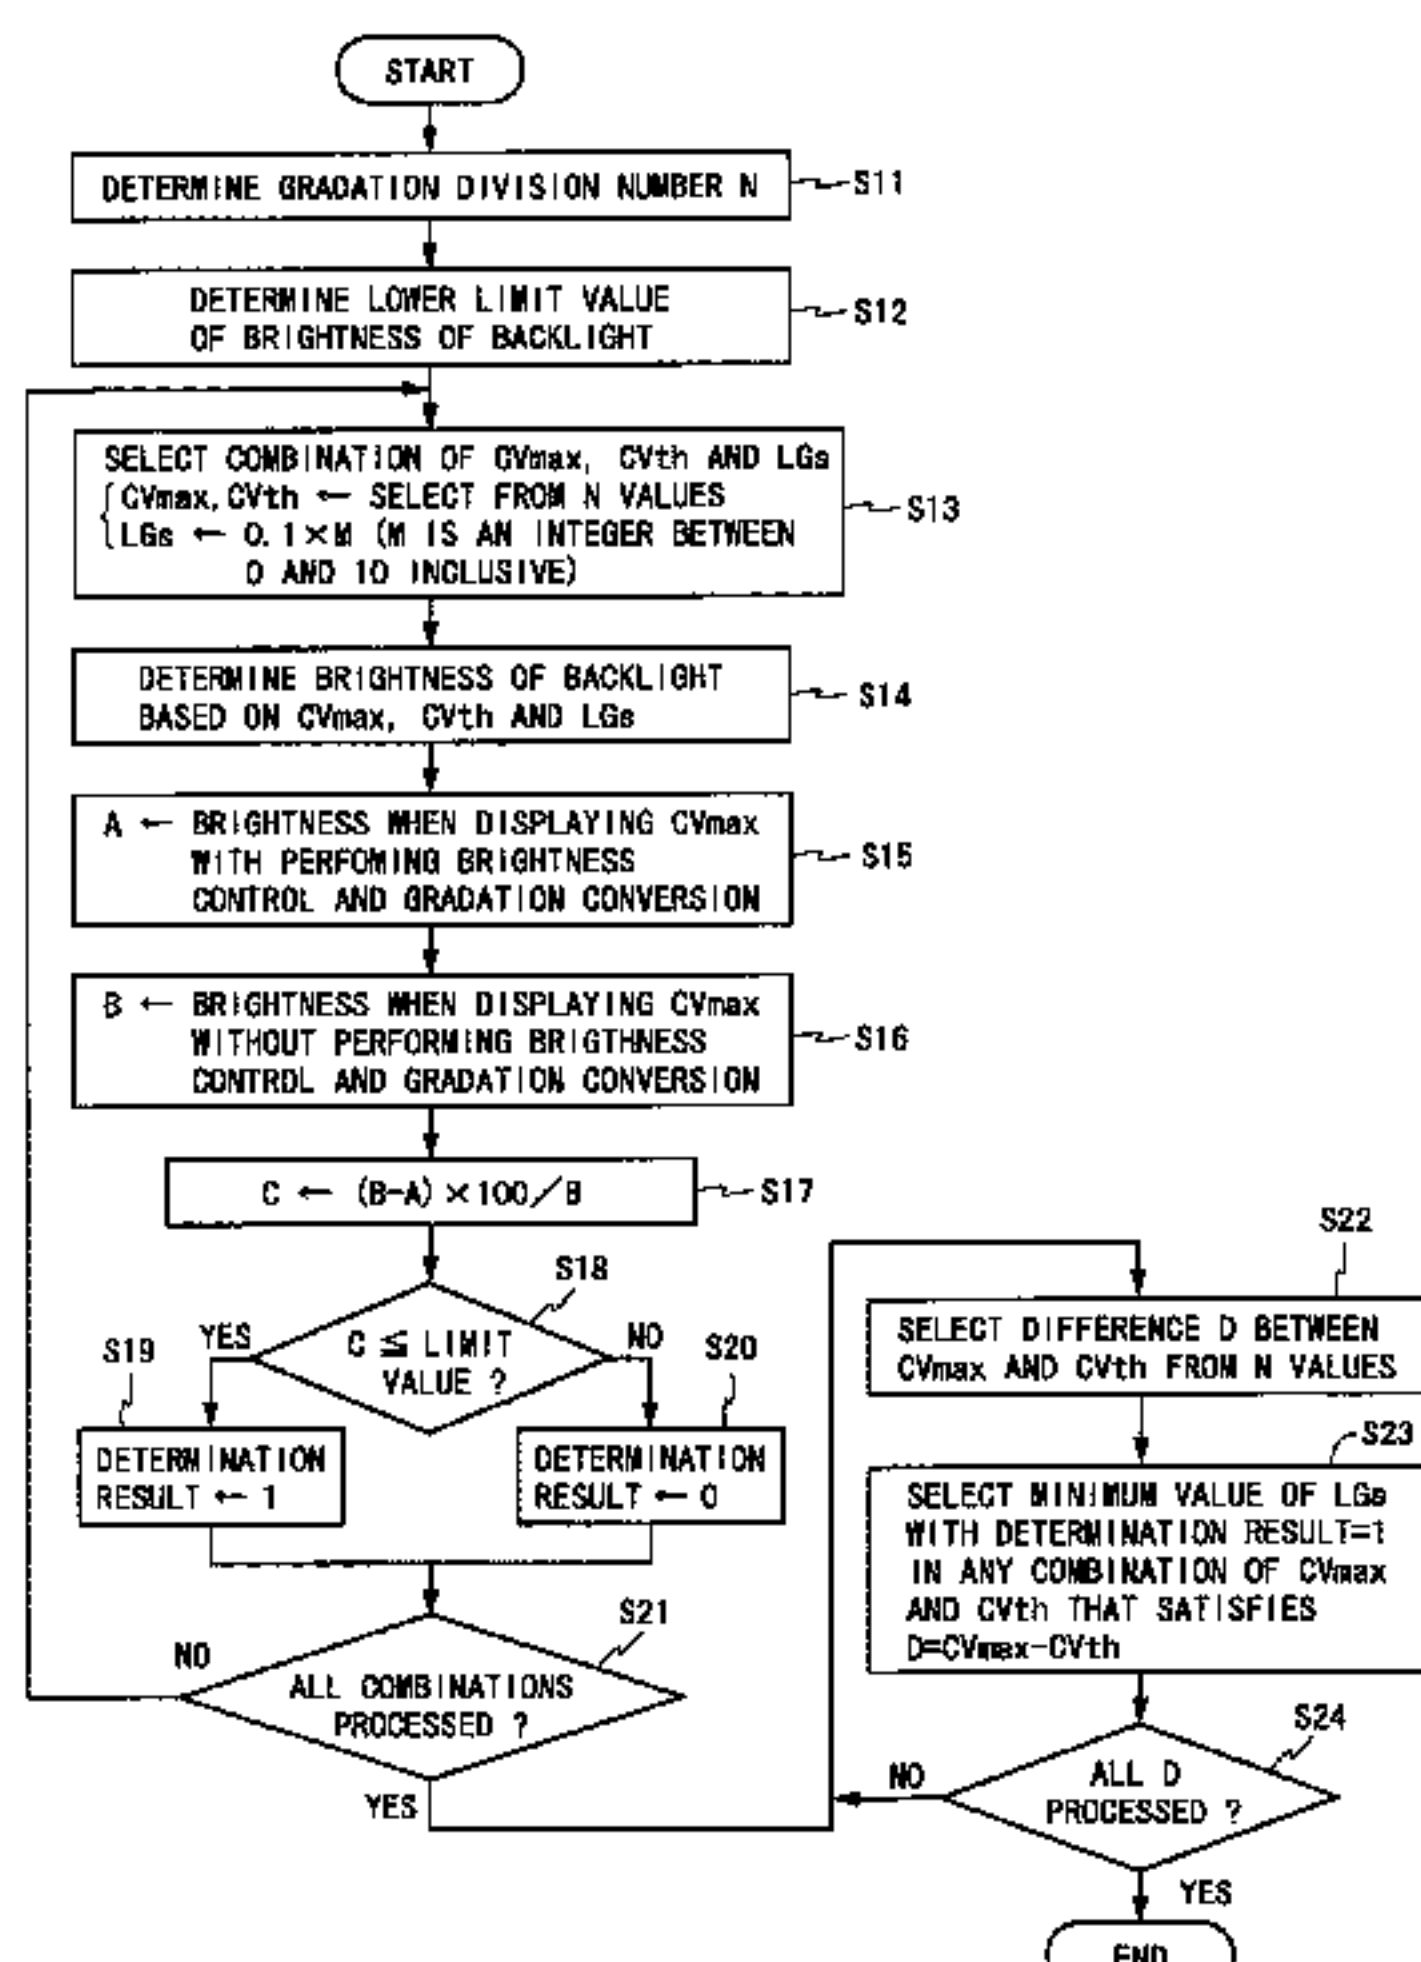 START
DETERMINE GRADATION DIVISION NUMBER N
S11
DETERMINE LOWER LIMIT VALUE
OF BRIGHTNESS OF BACKLIGHT
S12
SELECT COMBINATION OF CVmax, CVth AND LGs
CVmax, CVth ← SELECT FROM N VALUES
LGs ← 0.1×M (M IS AN INTEGER BETWEEN
0 AND 10 INCLUSIVE)
S13
DETERMINE BRIGHTNESS OF BACKLIGHT
BASED ON CVmax, CVth AND LGs
S14
A ← BRIGHTNESS WHEN DISPLAYING CVmax
WITH PERFOMING BRIGHTNESS
CONTROL AND GRADATION CONVERSION
S15
B ← BRIGHTNESS WHEN DISPLAYING CVmax
WITHOUT PERFORMING BRIGTHNESS
CONTROL AND GRADATION CONVERSION
S16
C ← (B-A)×100/B
S17
S18
C ≦ LIMIT
VALUE ?
YES
NO
S19
DETERMINATION
RESULT ← 1
S20
DETERMINATION
RESULT ← 0
S21
ALL COMBINATIONS
PROCESSED ?
NO
YES
S22
SELECT DIFFERENCE D BETWEEN
CVmax AND CVth FROM N VALUES
S23
SELECT MINIMUM VALUE OF LGs
WITH DETERMINATION RESULT=1
IN ANY COMBINATION OF CVmax
AND CVth THAT SATISFIES
D=CVmax-CVth
S24
ALL D
PROCESSED ?
NO
YES
END